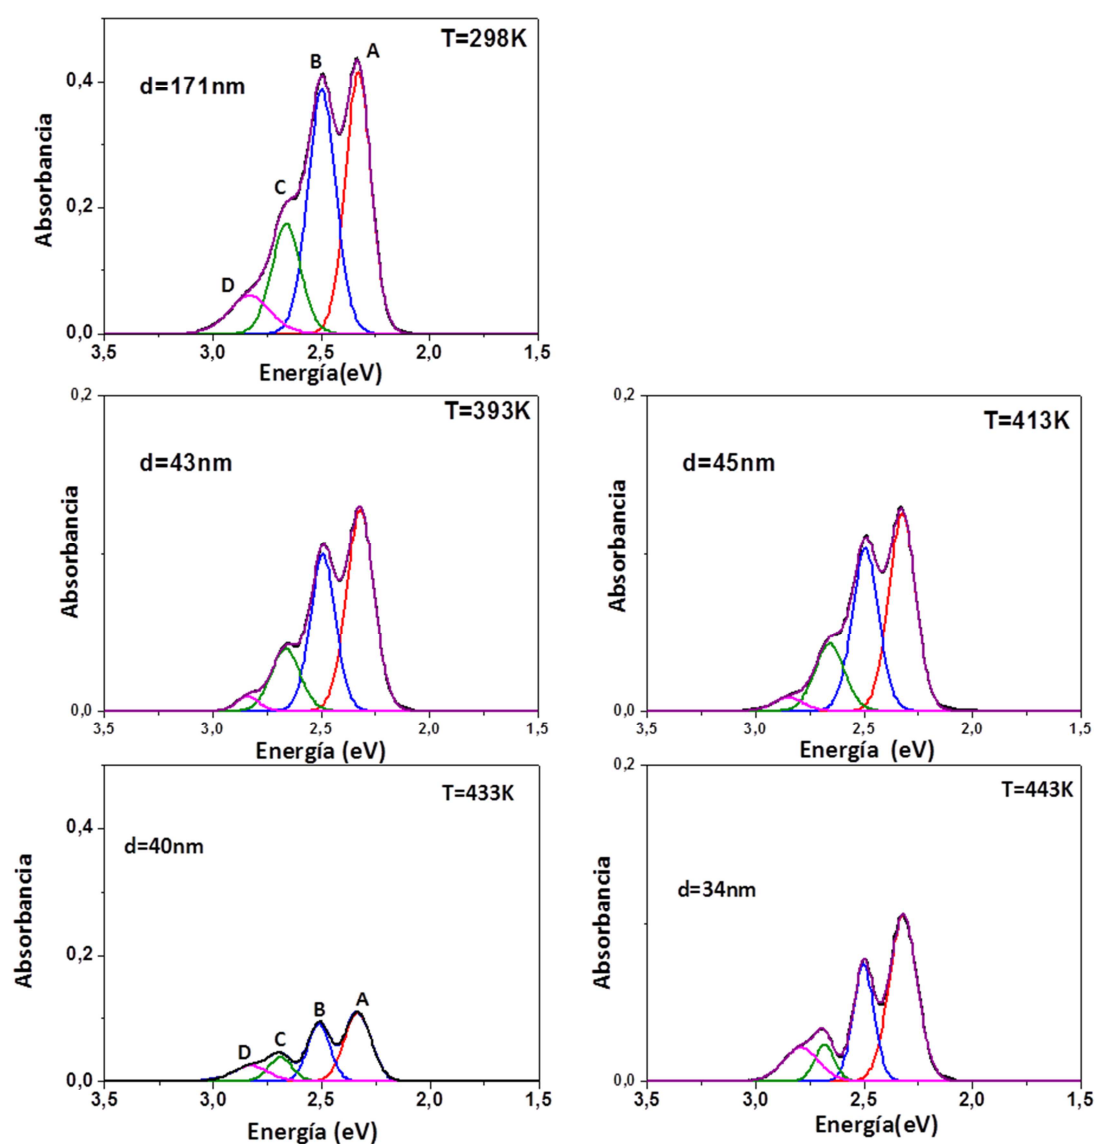 T=298K
d=171nm
A
B
C
D
Absorbancia
0,4
0,2
0,0
3,5 3,0 2,5 2,0 1,5
Energía(eV)
T=393K
d=43nm
Absorbancia
0,2
0,0
3,5 3,0 2,5 2,0 1,5
Energía (eV)
T=413K
d=45nm
Absorbancia
0,2
0,0
3,5 3,0 2,5 2,0 1,5
Energía (eV)
T=433K
d=40nm
A
B
C
D
Absorbancia
0,4
0,2
0,0
3,5 3,0 2,5 2,0 1,5
Energía (eV)
T=443K
d=34nm
Absorbancia
0,2
0,0
3,5 3,0 2,5 2,0 1,5
Energía(eV)